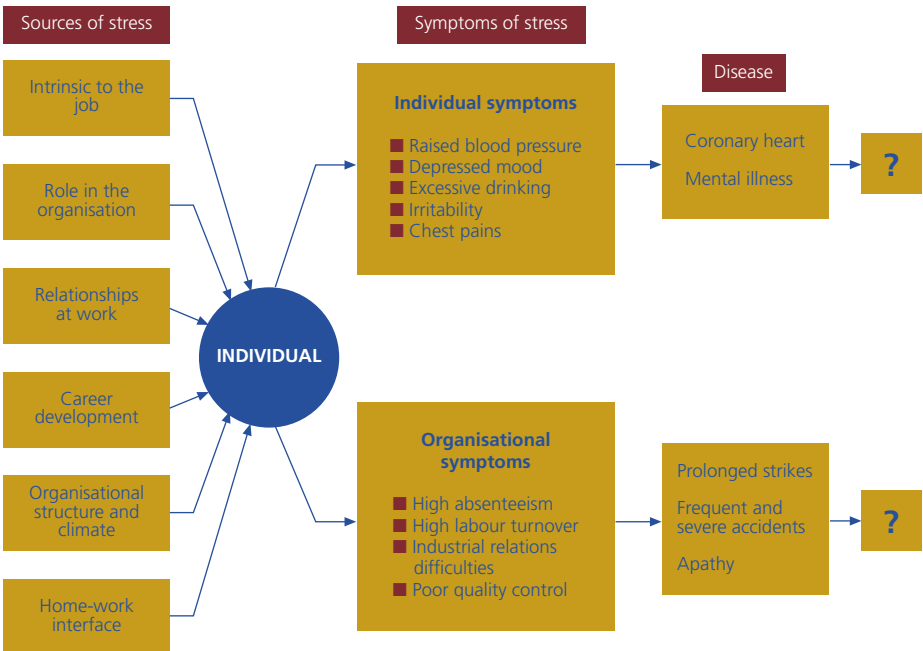 Sources of stress
Intrinsic to the
job
Role in the
organisation
Relationships
at work
Career
development
Organisational
structure and
climate
Home-work
interface
INDIVIDUAL
Symptoms of stress
Individual symptoms
Raised blood pressure
Depressed mood
Excessive drinking
Irritability
Chest pains
Organisational
symptoms
High absenteeism
High labour turnover
Industrial relations
difficulties
Poor quality control
Disease
Coronary heart
Mental illness
?
Prolonged strikes
Frequent and
severe accidents
Apathy
?